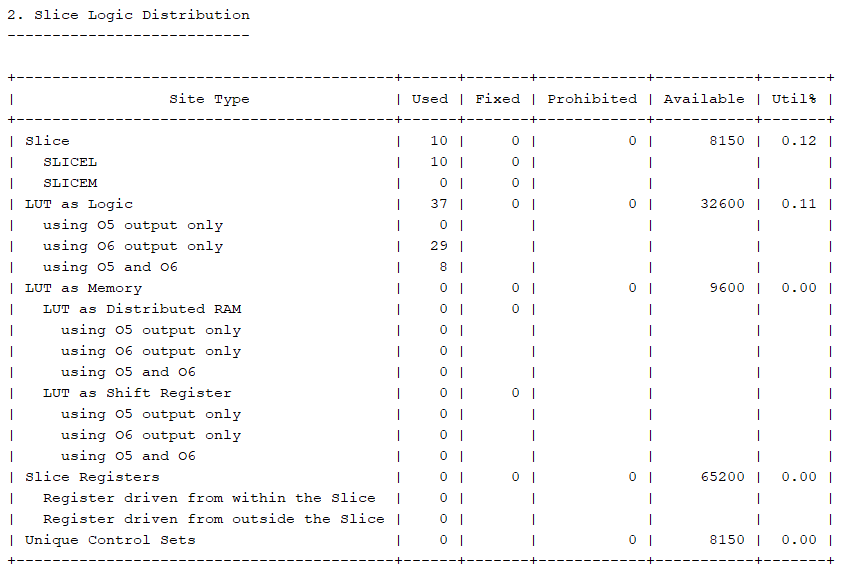 2. Slice Logic Distribution
---------------------------
+------------------------------------------+------+-------+------------+-----------+-------+
|                 Site Type                | Used | Fixed | Prohibited | Available | Util% |
+------------------------------------------+------+-------+------------+-----------+-------+
| Slice                                    |   10 |     0 |          0 |      8150 |  0.12 |
|   SLICEL                                 |   10 |     0 |            |           |       |
|   SLICEM                                 |    0 |     0 |            |           |       |
| LUT as Logic                             |   37 |     0 |          0 |     32600 |  0.11 |
|   using O5 output only                   |    0 |       |            |           |       |
|   using O6 output only                   |   29 |       |            |           |       |
|   using O5 and O6                        |    8 |       |            |           |       |
| LUT as Memory                            |    0 |     0 |          0 |      9600 |  0.00 |
|   LUT as Distributed RAM                 |    0 |     0 |            |           |       |
|     using O5 output only                 |    0 |       |            |           |       |
|     using O6 output only                 |    0 |       |            |           |       |
|     using O5 and O6                      |    0 |       |            |           |       |
|   LUT as Shift Register                  |    0 |     0 |            |           |       |
|     using O5 output only                 |    0 |       |            |           |       |
|     using O6 output only                 |    0 |       |            |           |       |
|     using O5 and O6                      |    0 |       |            |           |       |
| Slice Registers                          |    0 |     0 |          0 |     65200 |  0.00 |
|   Register driven from within the Slice  |    0 |       |            |           |       |
|   Register driven from outside the Slice |    0 |       |            |           |       |
| Unique Control Sets                      |    0 |       |          0 |      8150 |  0.00 |
+------------------------------------------+------+-------+------------+-----------+-------+